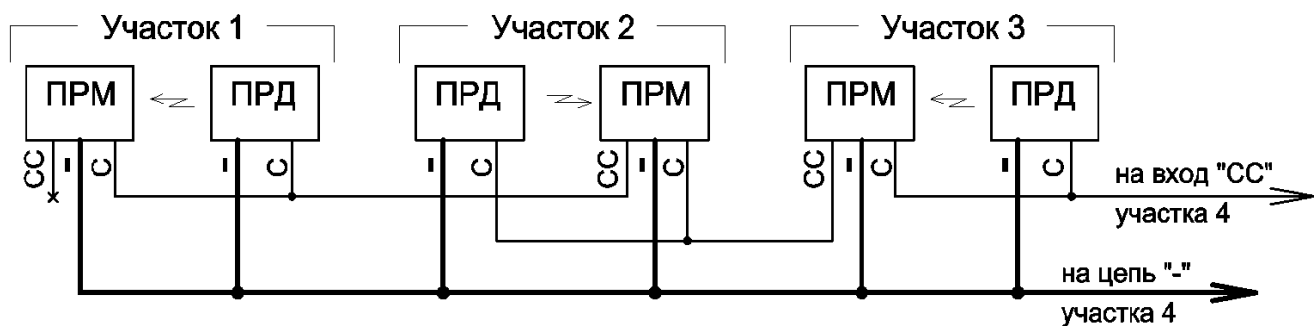 Участок 1 Участок 2 Участок 3
ПРМ ПРД ПРД ПРМ ПРМ ПРД
СС - С - С - С СС - С СС - С - С
на вход "СС"
участка 4
на цепь "-"
участка 4